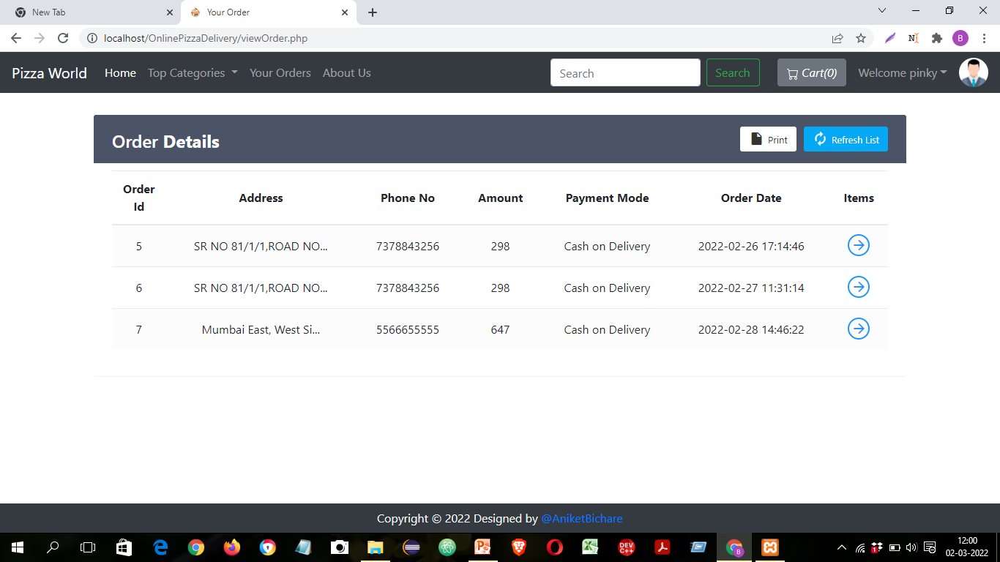 New Tab
Your Order
localhost/OnlinePizzaDelivery/viewOrder.php
B
Pizza World Home Top Categories Your Orders About Us Search Search Cart(0) Welcome pinky
Order Details Print Refresh List
Order Id Address Phone No Amount Payment Mode Order Date Items
5 SR NO 81/1/1,ROAD NO... 7378843256 298 Cash on Delivery 2022-02-26 17:14:46
6 SR NO 81/1/1,ROAD NO... 7378843256 298 Cash on Delivery 2022-02-27 11:31:14
7 Mumbai East, West Si... 5566655555 647 Cash on Delivery 2022-02-28 14:46:22
Copyright © 2022 Designed by @AniketBichare
DEV C++
12:00
02-03-2022